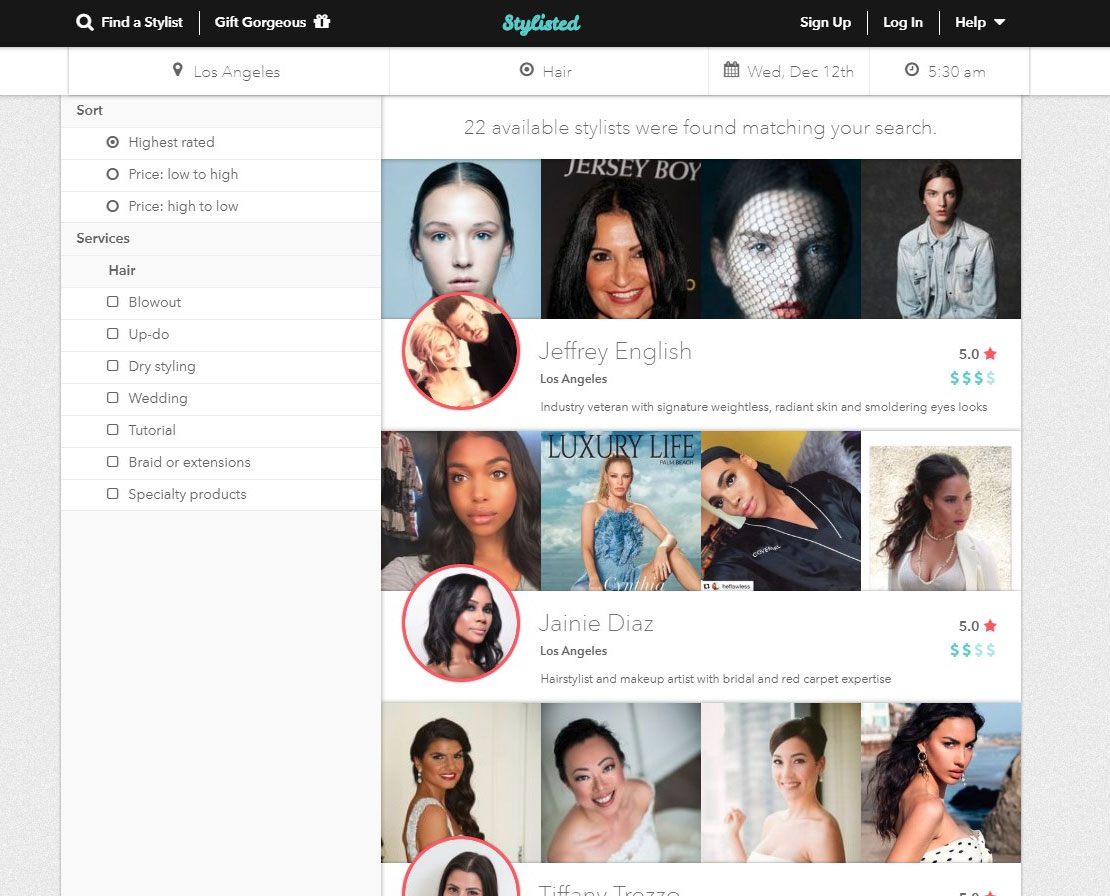 Find a Stylist
Gift Gorgeous
Stylisted
Sign Up
Log In
Help
Los Angeles
Hair
Wed, Dec 12th
5:30 am
Sort
Highest rated
Price: low to high
Price: high to low
Services
Hair
Blowout
Up-do
Dry styling
Wedding
Tutorial
Braid or extensions
Specialty products
22 available stylists were found matching your search.
JERSEY BOY
Jeffrey English
5.0
Los Angeles
$$$$
Industry veteran with signature weightless, radiant skin and smoldering eyes looks
LUXURY LIFE
PALM BEACH
Cynthia
COVERGIRL
heflawless
Jainie Diaz
5.0
Los Angeles
$$$$
Hairstylist and makeup artist with bridal and red carpet expertise
Tiffany Trozzo
5.0